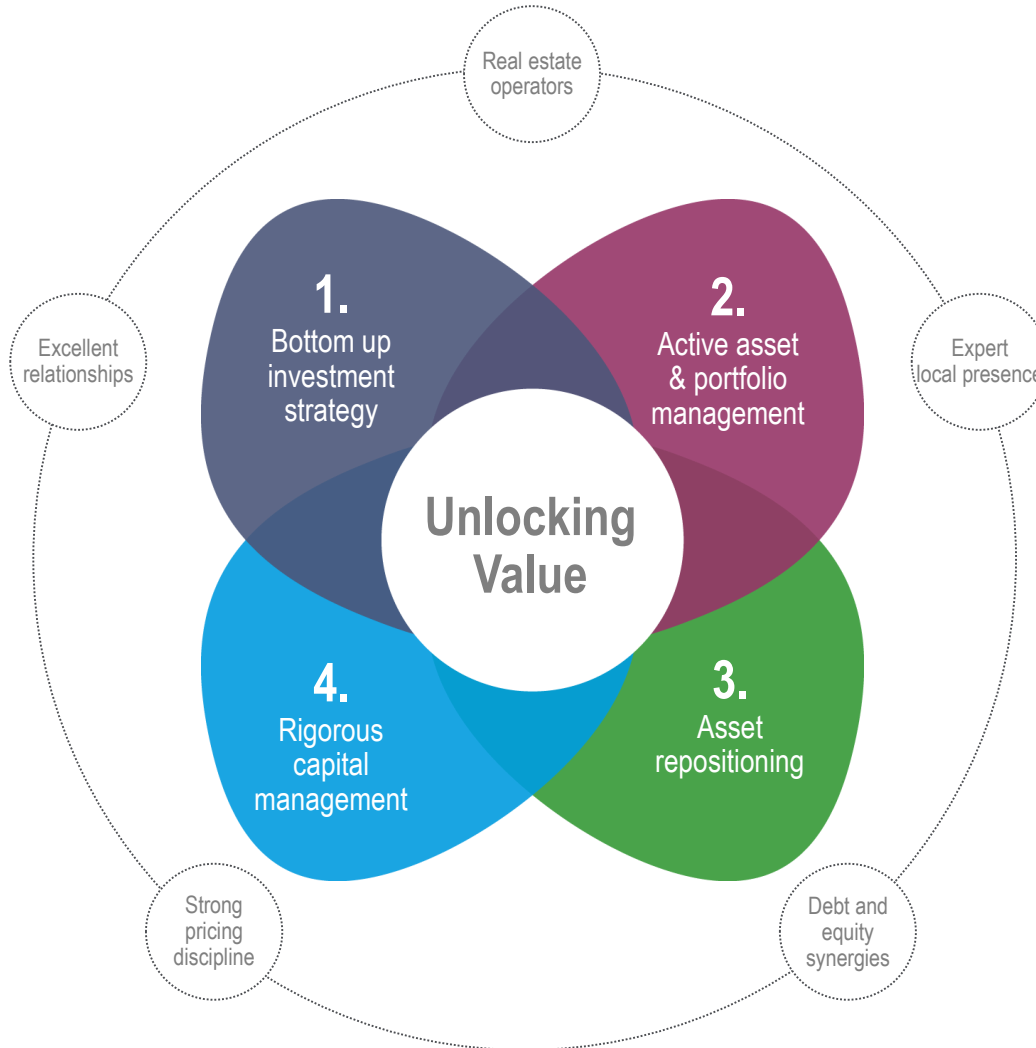 Real estate
operators
Excellent
relationships
Expert
local presence
1.
Bottom up
investment
strategy
2.
Active asset
& portfolio
management
Unlocking
Value
4.
Rigorous
capital
management
3.
Asset
repositioning
Strong
pricing
discipline
Debt and
equity
synergies